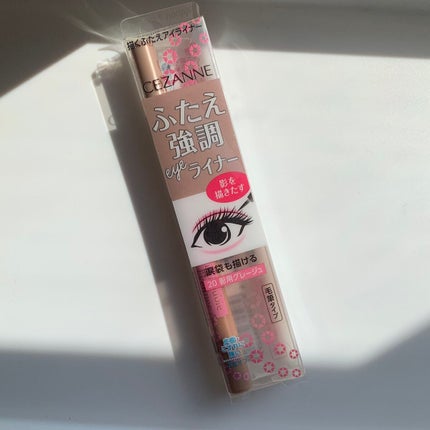 描くふたえアイライナー
CEZANNE
ふたえ
強調
eye ライナー
影を
描きたす
涙袋も描ける
20 影用グレージュ
毛筆タイプ